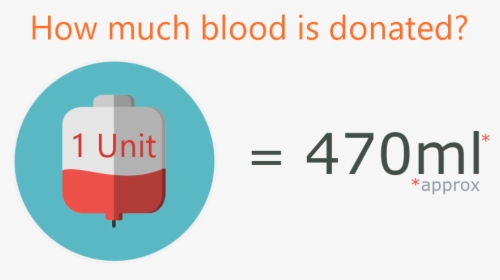 How much blood is donated?
1 Unit
= 470ml*
*approx